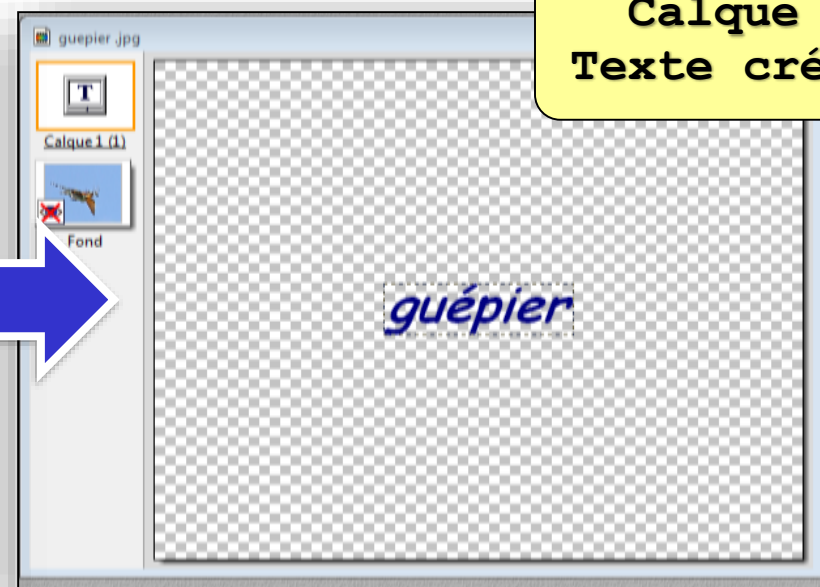 Calque
Texte cré
guepier .jpg
T
Calque 1 (1)
Fond
guépier